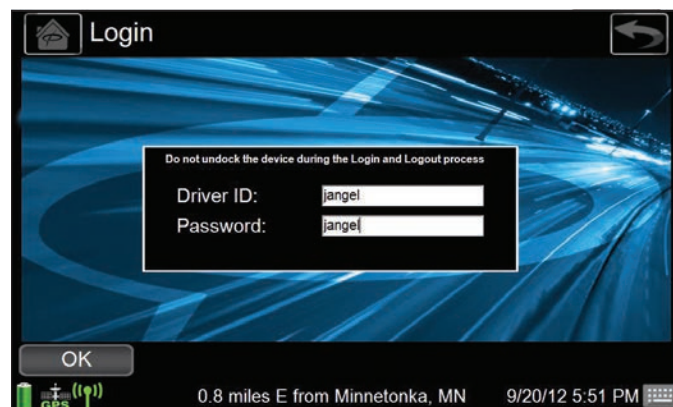 Login
Do not undock the device during the Login and Logout process
Driver ID: jangel
Password: jangel
OK
GPS 0.8 miles E from Minnetonka, MN 9/20/12 5:51 PM